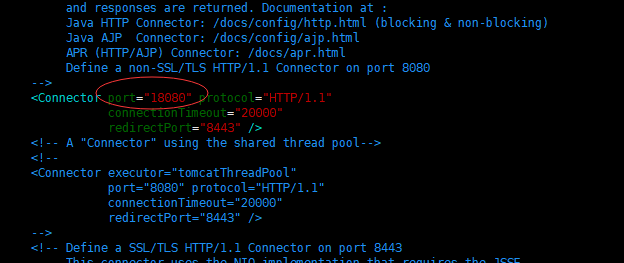 and responses are returned. Documentation at :
Java HTTP Connector: /docs/config/http.html (blocking & non-blocking)
Java AJP  Connector: /docs/config/ajp.html
APR (HTTP/AJP) Connector: /docs/apr.html
Define a non-SSL/TLS HTTP/1.1 Connector on port 8080
-->
<Connector port="18080" protocol="HTTP/1.1"
connectionTimeout="20000"
redirectPort="8443" />
<!-- A "Connector" using the shared thread pool-->
<!--
<Connector executor="tomcatThreadPool"
port="8080" protocol="HTTP/1.1"
connectionTimeout="20000"
redirectPort="8443" />
-->
<!-- Define a SSL/TLS HTTP/1.1 Connector on port 8443
This connector uses the NIO implementation that requires the JSSE